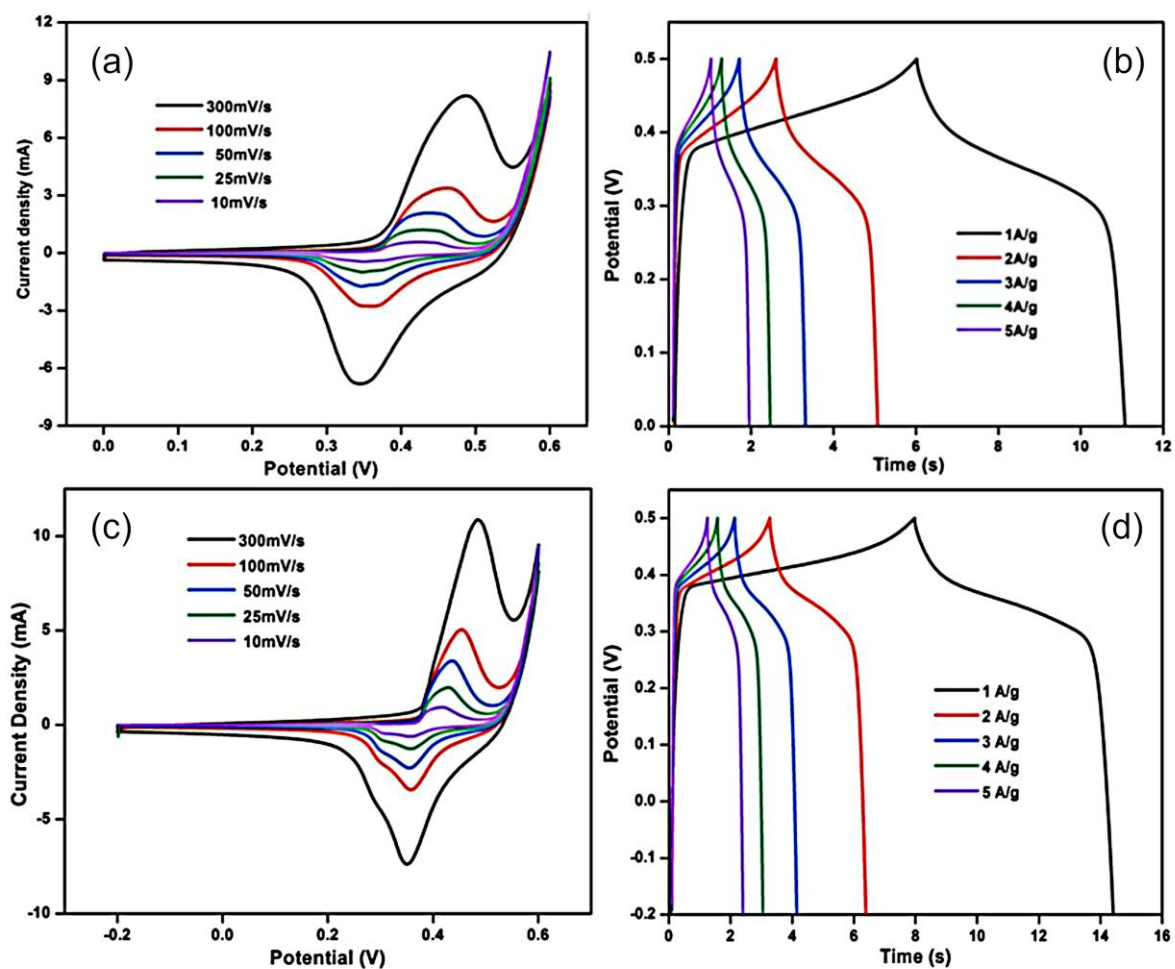 (a)
12
9
6
3
0
-3
-6
-9
Current density (mA)
300mV/s
100mV/s
50mV/s
25mV/s
10mV/s
0.0
0.1
0.2
0.3
0.4
0.5
0.6
Potential (V)
(b)
0.5
0.4
0.3
0.2
0.1
0.0
Potential (V)
1A/g
2A/g
3A/g
4A/g
5A/g
0
2
4
6
8
10
12
Time (s)
(c)
10
5
0
-5
-10
Current Density (mA)
300mV/s
100mV/s
50mV/s
25mV/s
10mV/s
-0.2
0.0
0.2
0.4
0.6
Potential (V)
(d)
0.5
0.4
0.3
0.2
0.1
0.0
-0.1
-0.2
Potential (V)
1 A/g
2 A/g
3 A/g
4 A/g
5 A/g
0
2
4
6
8
10
12
14
16
Time (s)